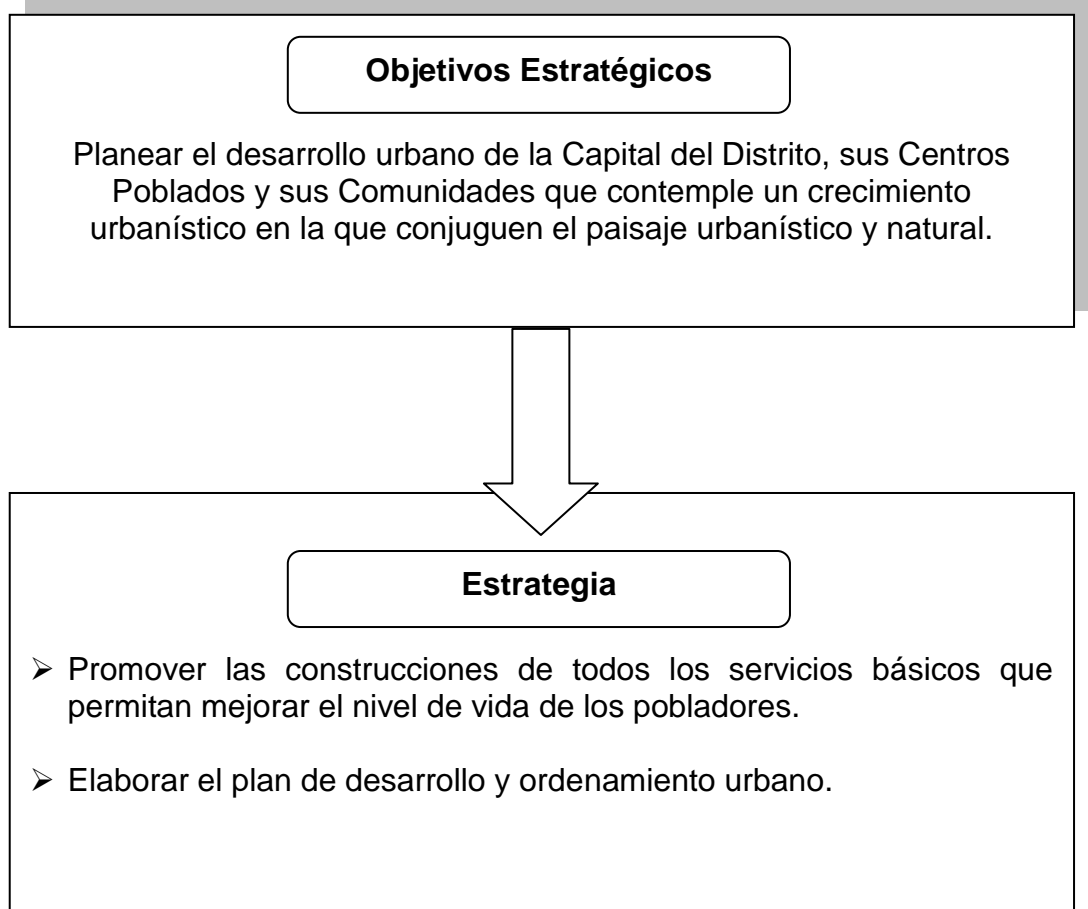 Objetivos Estratégicos
Planear el desarrollo urbano de la Capital del Distrito, sus Centros
Poblados y sus Comunidades que contemple un crecimiento
urbanístico en la que conjuguen el paisaje urbanístico y natural.
Estrategia
➢ Promover las construcciones de todos los servicios básicos que
permitan mejorar el nivel de vida de los pobladores.
➢ Elaborar el plan de desarrollo y ordenamiento urbano.